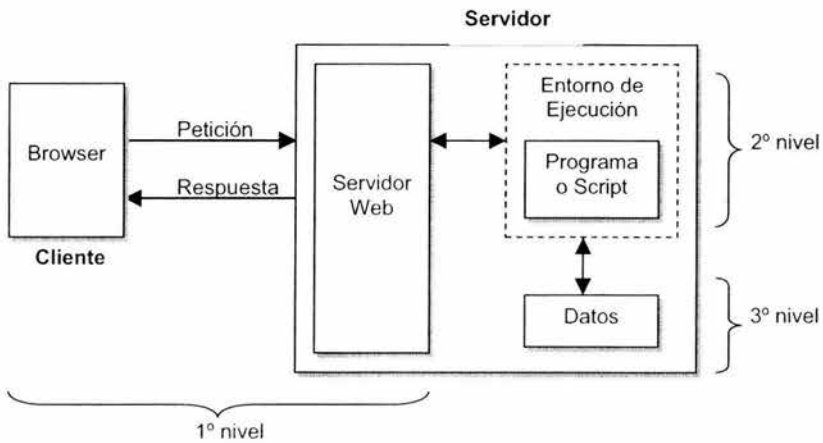 Servidor
Browser
Cliente
Petición
Respuesta
Servidor
Web
Entorno de
Ejecución
Programa
o Script
Datos
2º nivel
3º nivel
1º nivel